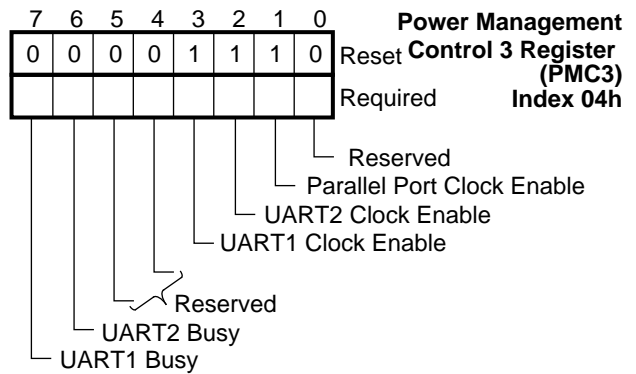 7 6 5 4 3 2 1 0
Power Management
0 0 0 0 1 1 1 0 Reset Control 3 Register
(PMC3)
Required Index 04h
Reserved
Parallel Port Clock Enable
UART2 Clock Enable
UART1 Clock Enable
Reserved
UART2 Busy
UART1 Busy